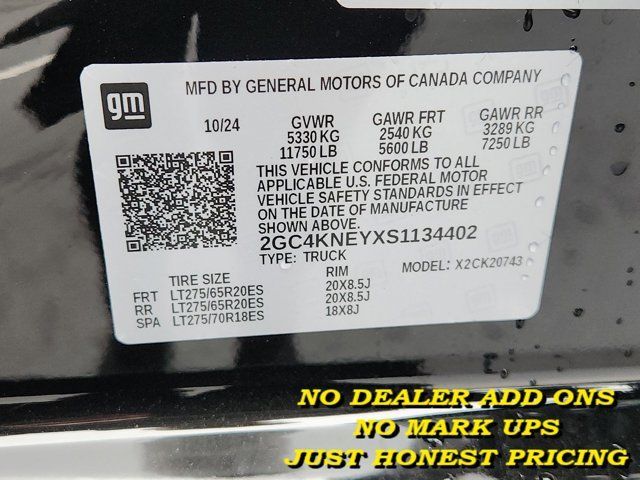 gm
MFD BY GENERAL MOTORS OF CANADA COMPANY
10/24 GVWR GAWR FRT GAWR RR
5330 KG 2540 KG 3289 KG
11750 LB 5600 LB 7250 LB
THIS VEHICLE CONFORMS TO ALL
APPLICABLE U.S. FEDERAL MOTOR
VEHICLE SAFETY STANDARDS IN EFFECT
ON THE DATE OF MANUFACTURE
SHOWN ABOVE.
2GC4KNEYXS1134402
TYPE: TRUCK MODEL: X2CK20743
TIRE SIZE RIM
FRT LT275/65R20ES 20X8.5J
RR LT275/65R20ES 20X8.5J
SPA LT275/70R18ES 18X8J
NO DEALER ADD ONS
NO MARK UPS
JUST HONEST PRICING